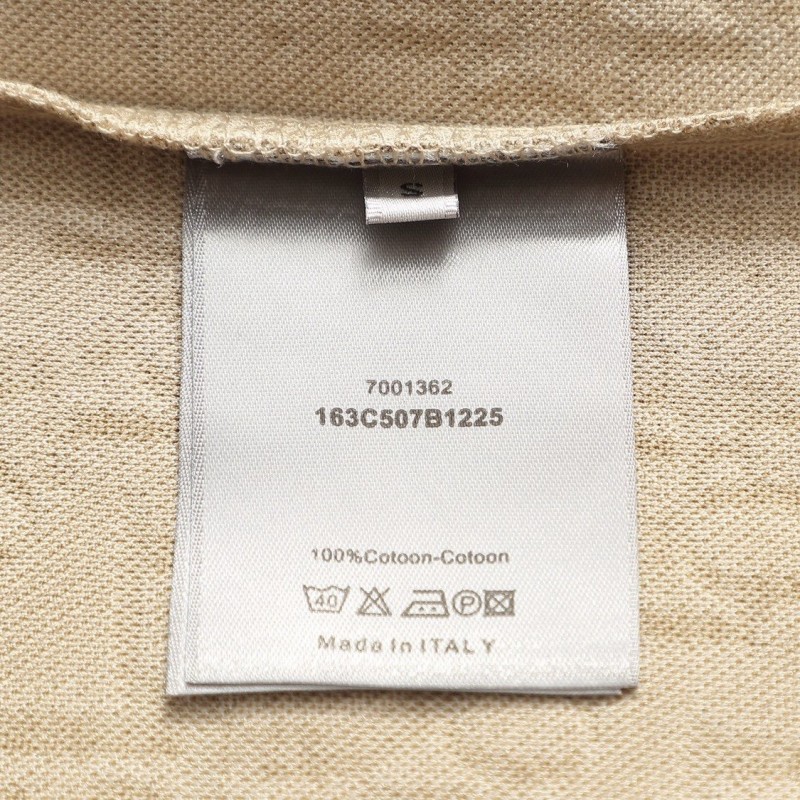 S
7001362
163C507B1225
100%Cotoon-Cotoon
40 P
Made In ITALY